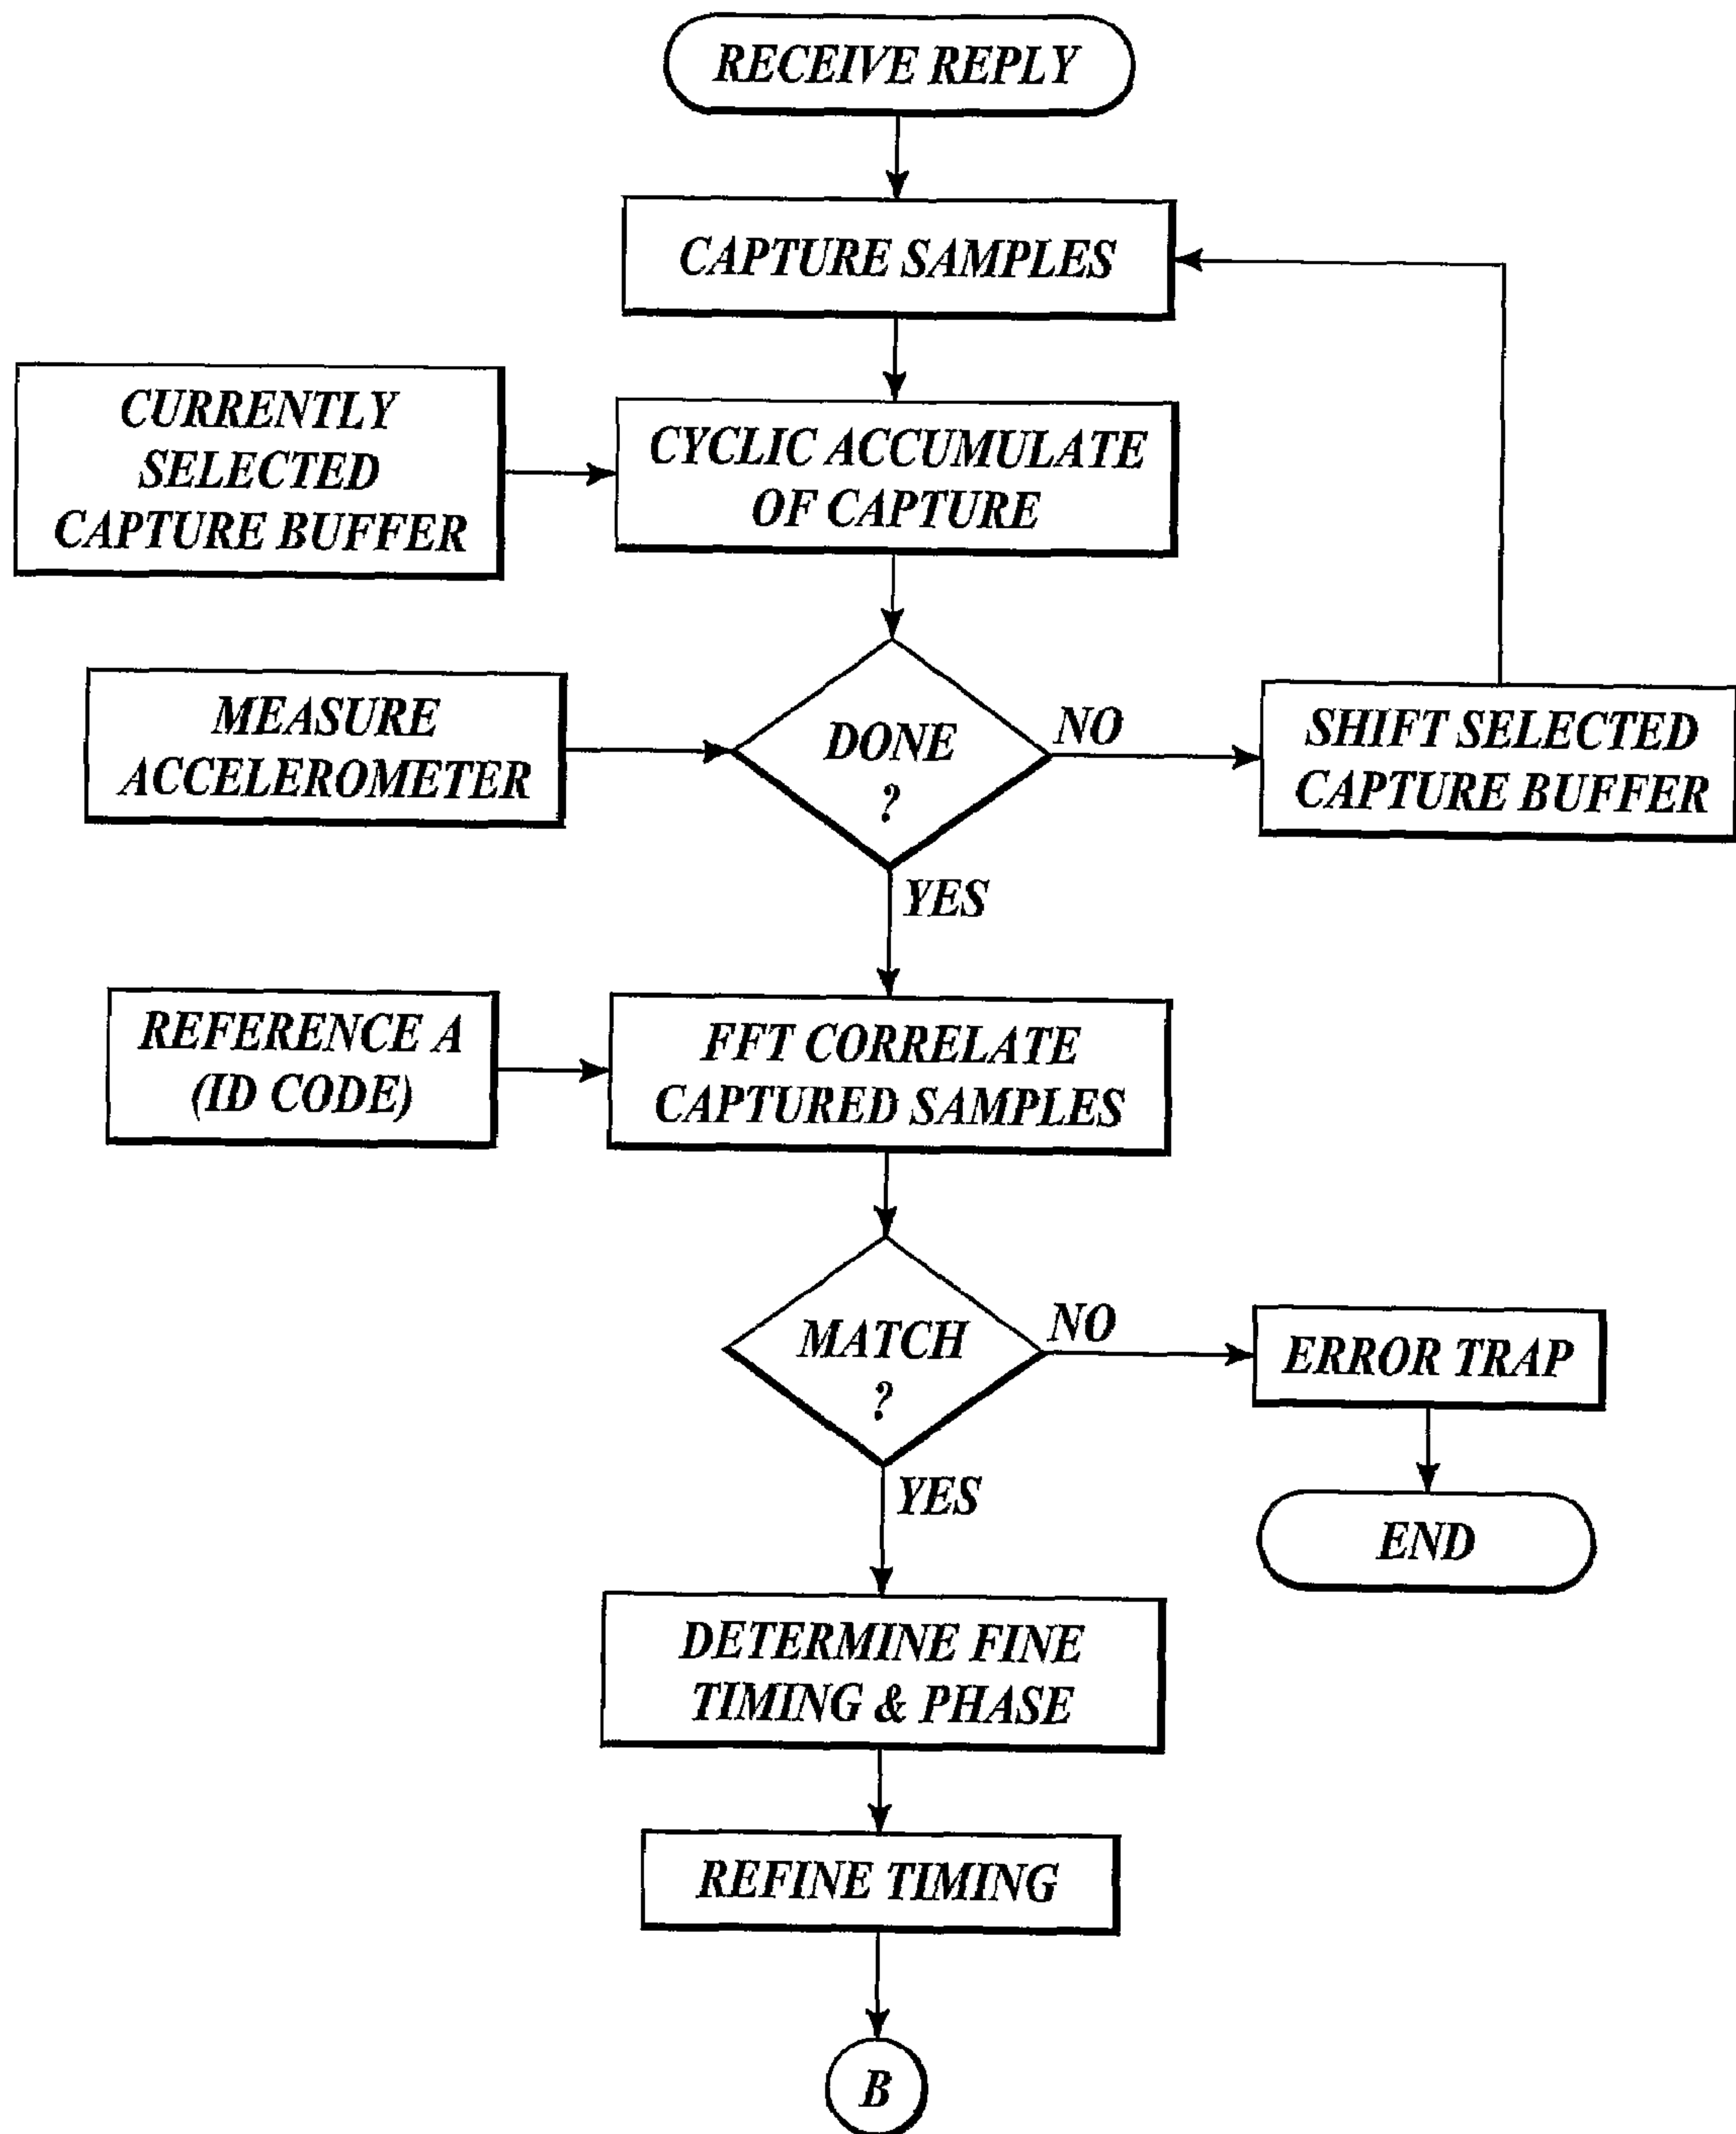 RECEIVE REPLY
CAPTURE SAMPLES
CURRENTLY
SELECTED
CAPTURE BUFFER
CYCLIC ACCUMULATE
OF CAPTURE
MEASURE
ACCELEROMETER
DONE
?
NO
SHIFT SELECTED
CAPTURE BUFFER
YES
REFERENCE A
(ID CODE)
FFT CORRELATE
CAPTURED SAMPLES
MATCH
?
NO
ERROR TRAP
END
YES
DETERMINE FINE
TIMING & PHASE
REFINE TIMING
B